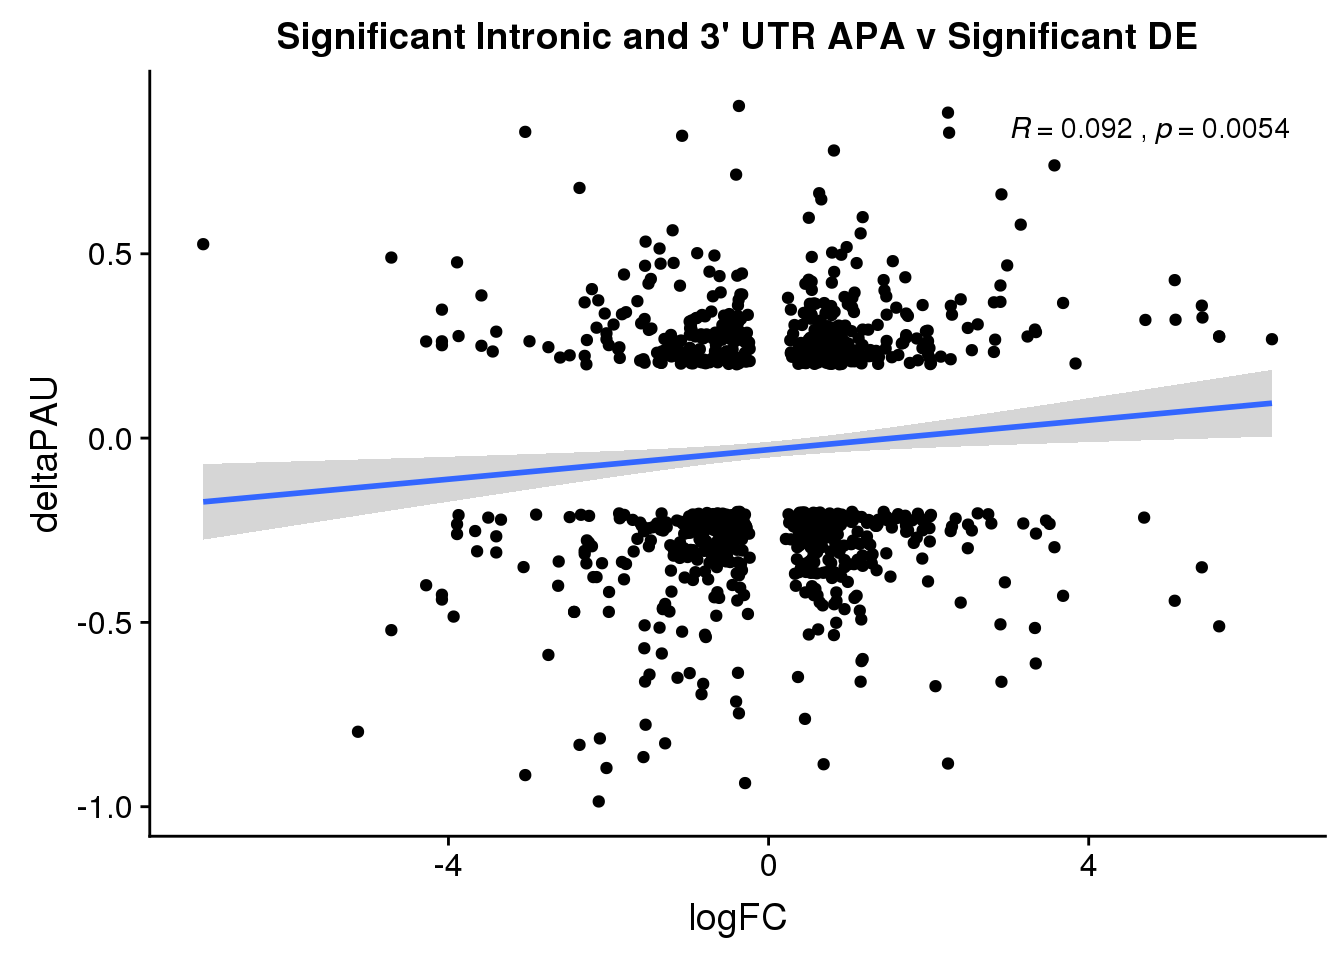 Significant Intronic and 3' UTR APA v Significant DE
R = 0.092 , p = 0.0054
0.5
0.0
-0.5
-1.0
deltaPAU
-4 0 4
logFC